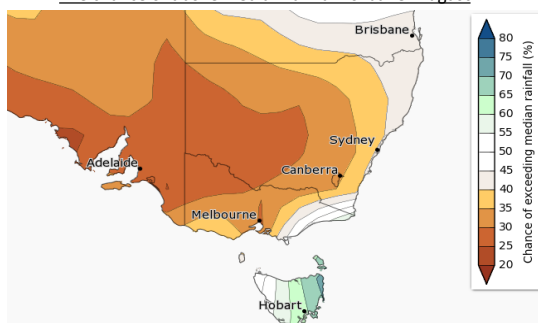 Brisbane
Sydney
Adelaide
Canberra
Melbourne
Hobart
80
75
70
65
60
55
50
45
40
35
30
25
20
Chance of exceeding median rainfall (%)